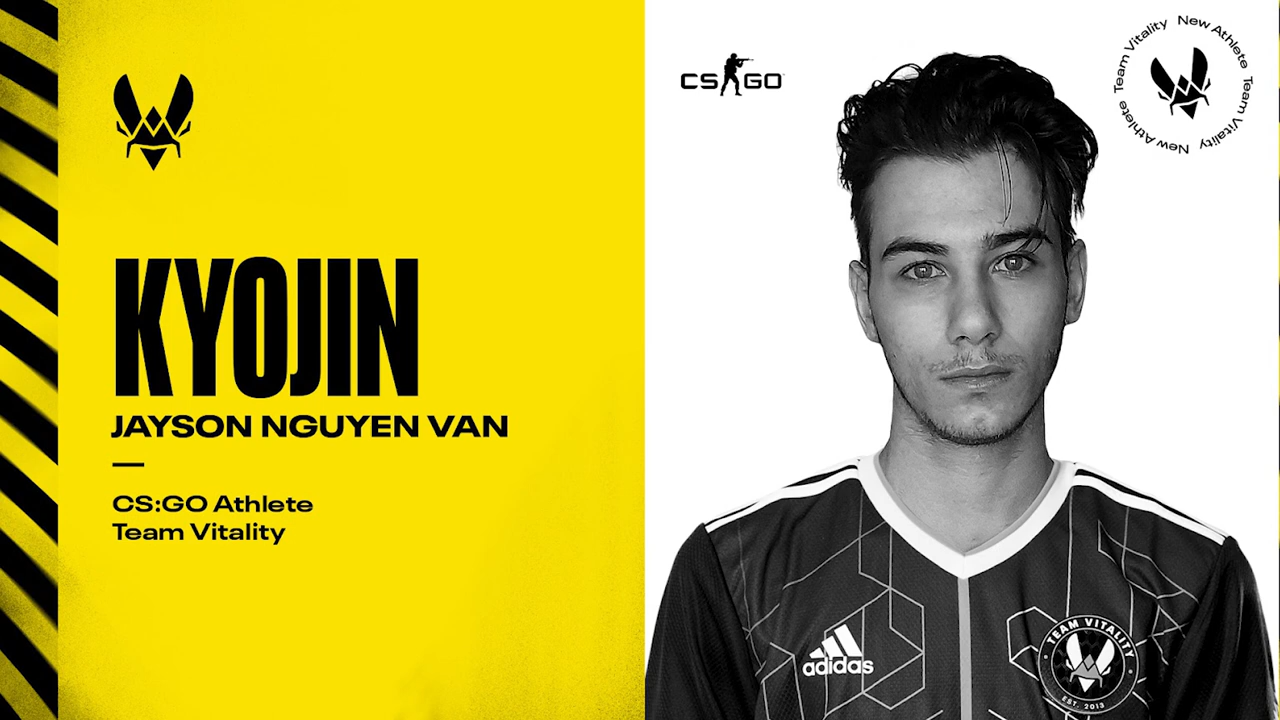 KYOJIN
JAYSON NGUYEN VAN
CS:GO Athlete
Team Vitality
CS GO
Team Vitality New Athlete Team Vitality New Athlete
adidas
TEAM VITALITY
EST. 2013